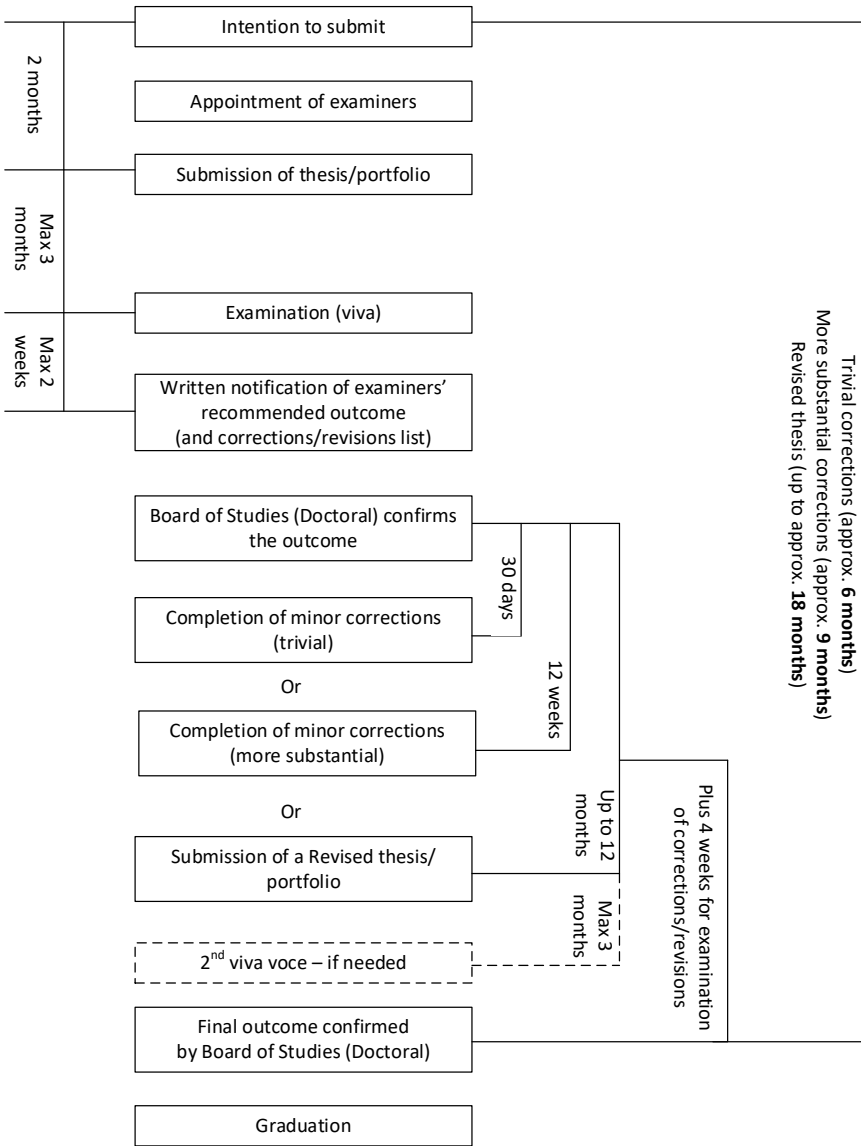 Intention to submit
Appointment of examiners
Submission of thesis/portfolio
Examination (viva)
Written notification of examiners’
recommended outcome
(and corrections/revisions list)
Board of Studies (Doctoral) confirms
the outcome
Completion of minor corrections
(trivial)
Or
Completion of minor corrections
(more substantial)
Or
Submission of a Revised thesis/
portfolio
2nd viva voce – if needed
Final outcome confirmed
by Board of Studies (Doctoral)
Graduation
2 months
Max 3
months
Max 2
weeks
30 days
12 weeks
Up to 12
months
Max 3
months
Plus 4 weeks for examination
of corrections/revisions
Trivial corrections (approx. 6 months)
More substantial corrections (approx. 9 months)
Revised thesis (up to approx. 18 months)